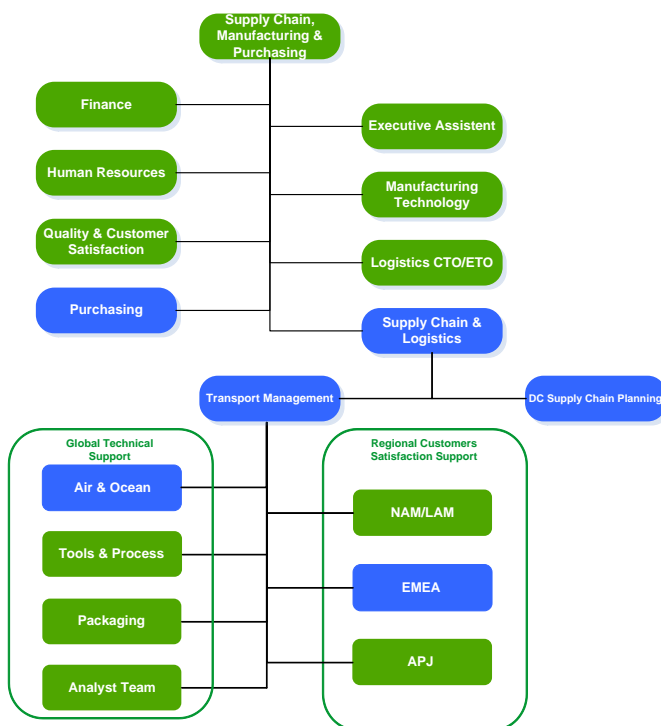 Supply Chain,
Manufacturing &
Purchasing
Finance
Executive Assistent
Human Resources
Manufacturing
Technology
Quality & Customer
Satisfaction
Logistics CTO/ETO
Purchasing
Supply Chain &
Logistics
Transport Management
DC Supply Chain Planning
Global Technical
Support
Regional Customers
Satisfaction Support
Air & Ocean
NAM/LAM
Tools & Process
EMEA
Packaging
APJ
Analyst Team